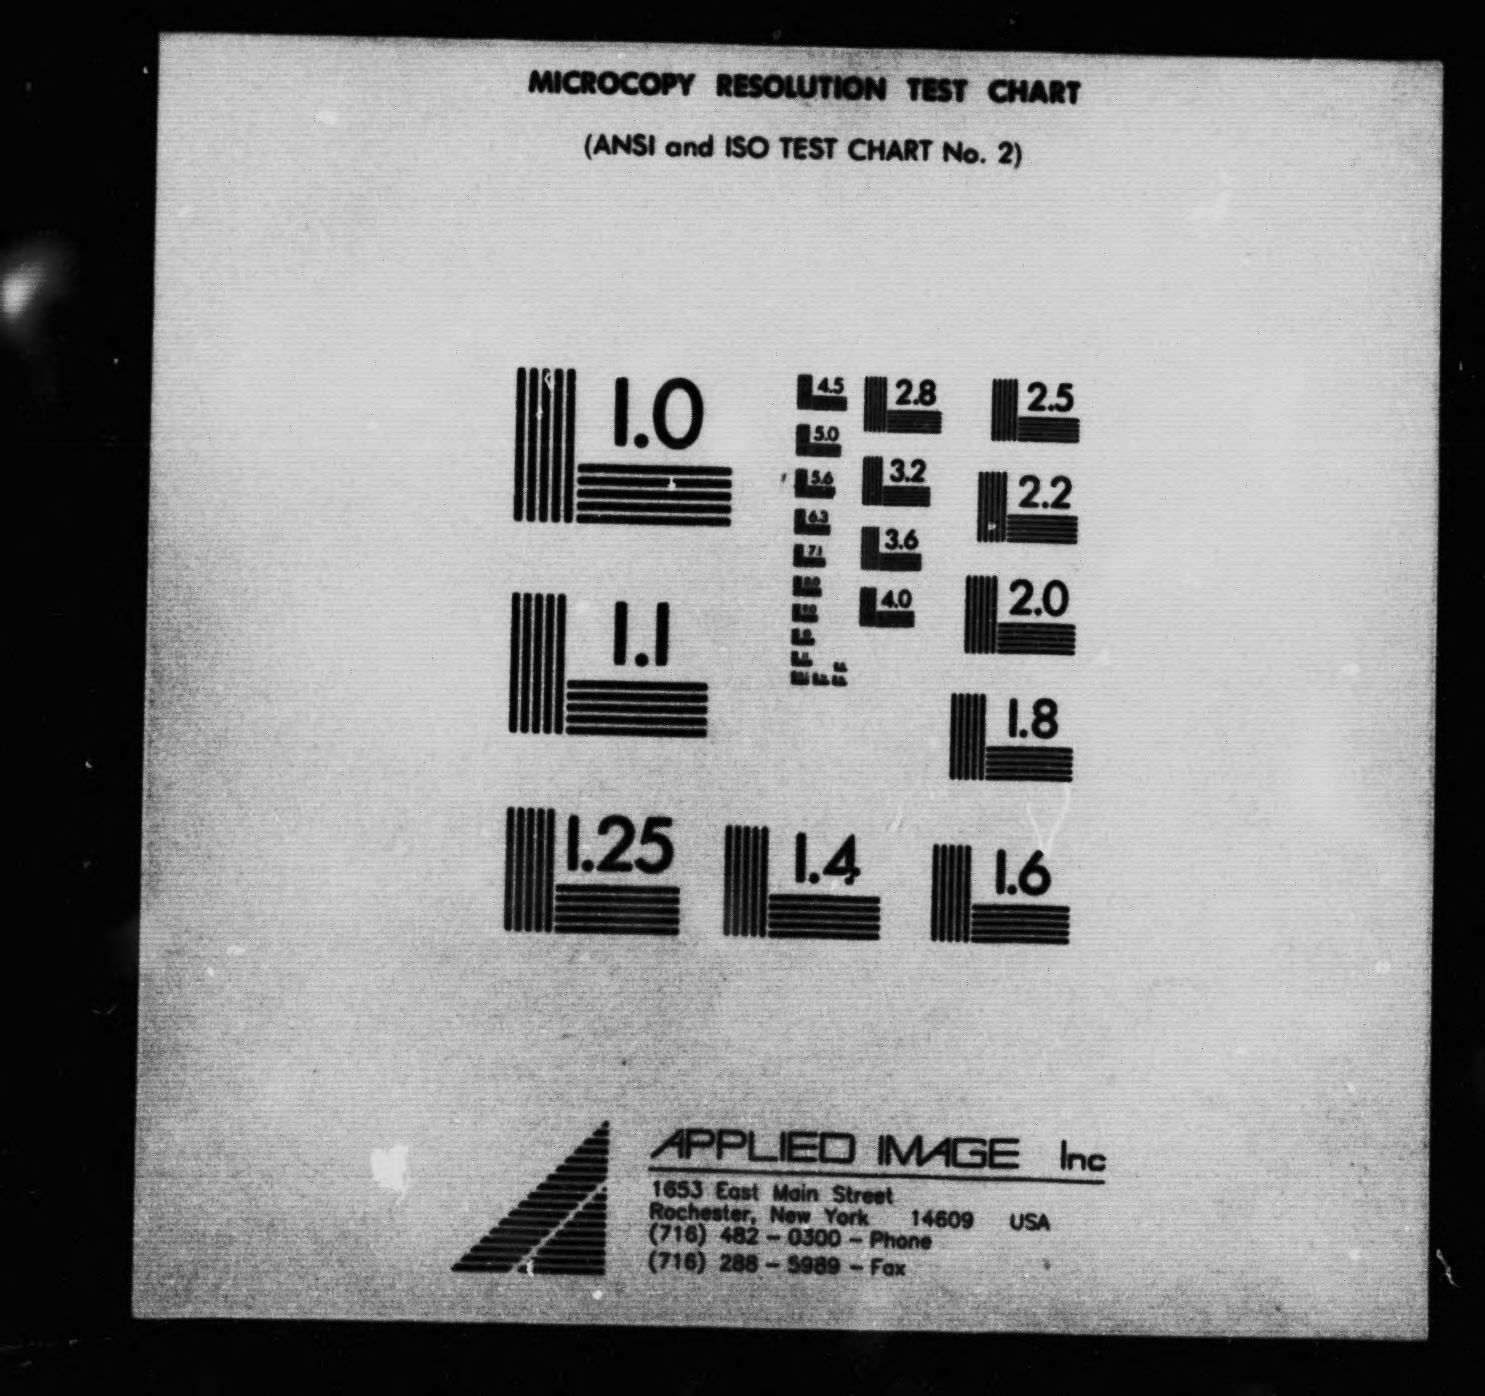 MICROCOPY RESOLUTION TEST CHART
(ANSI and ISO TEST CHART No. 2)
1.0
1.1
1.25
1.4
1.6
1.8
2.0
2.2
2.5
2.8
3.2
3.6
4.0
4.5
5.0
5.6
6.3
7.1
APPLIED IMAGE Inc
1653 East Main Street
Rochester, New York 14609 USA
(716) 482 - 0300 - Phone
(716) 288 - 5989 - Fax